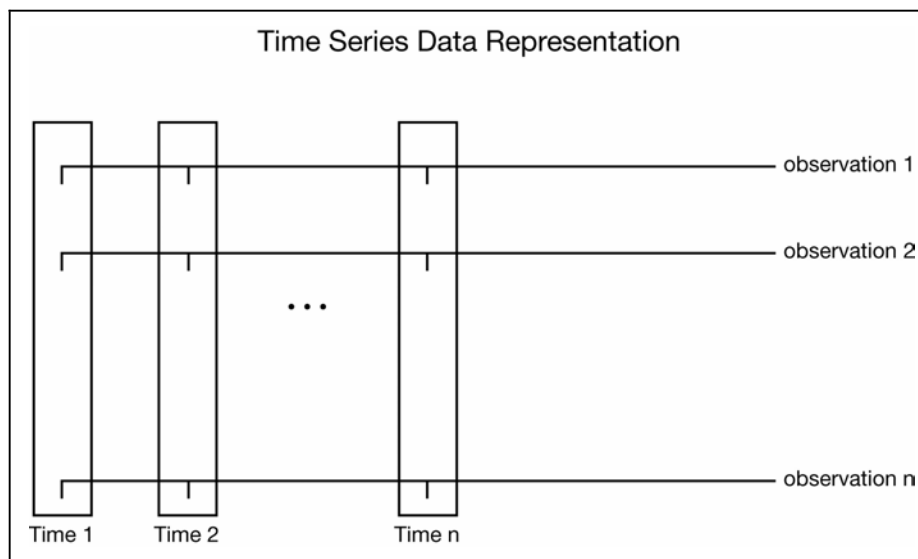 Time Series Data Representation
observation 1
observation 2
...
observation n
Time 1 Time 2 Time n